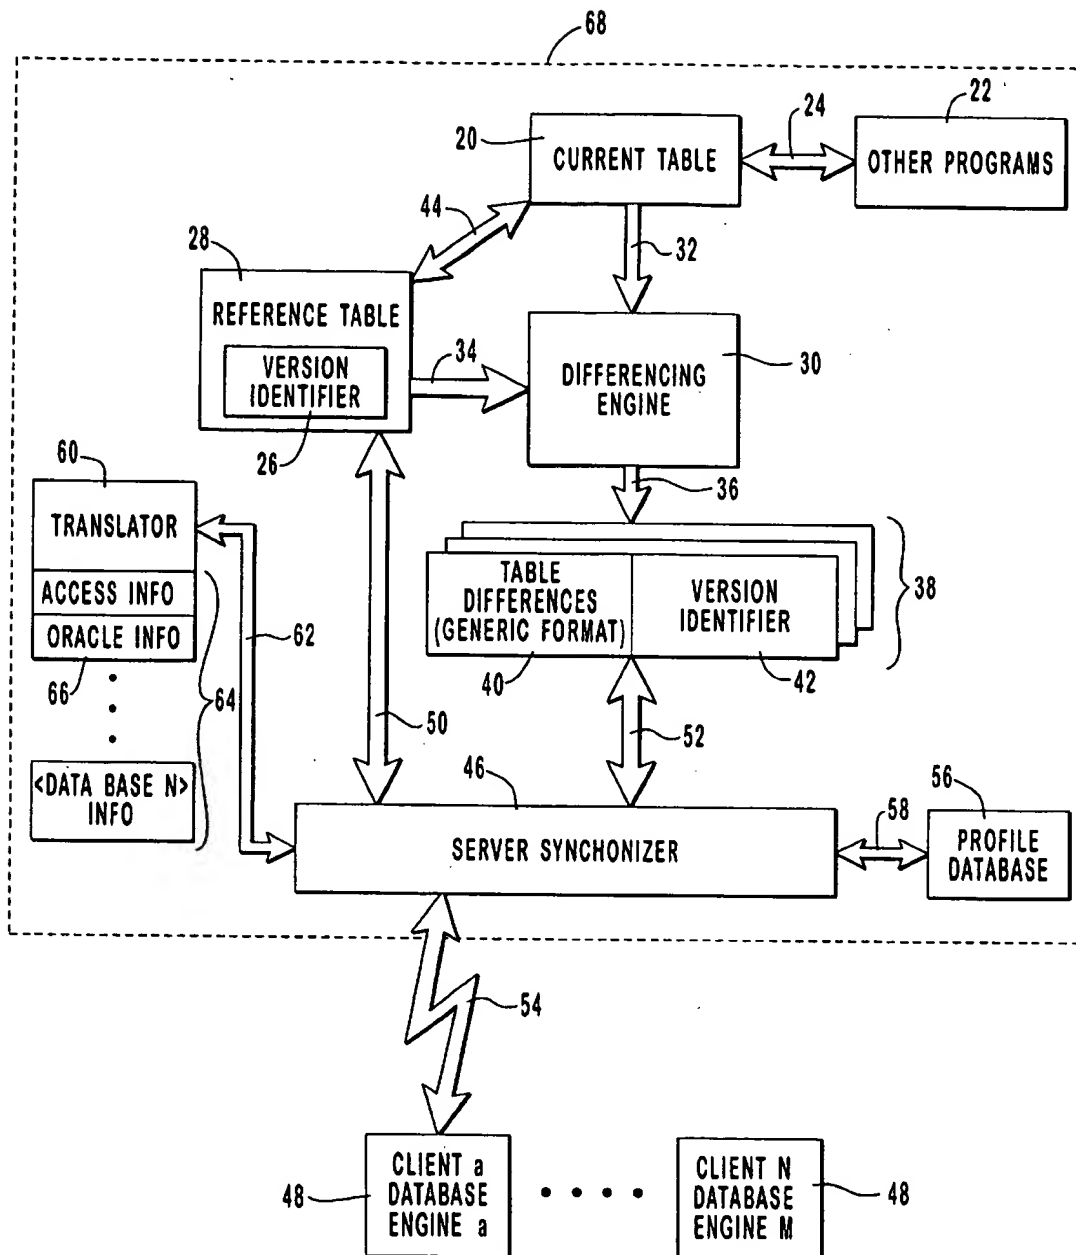 68
20
CURRENT TABLE
24
22
OTHER PROGRAMS
44
32
28
REFERENCE TABLE
VERSION
IDENTIFIER
26
34
DIFFERENCING
ENGINE
30
36
60
TRANSLATOR
ACCESS INFO
ORACLE INFO
66
64
62
<DATA BASE N>
INFO
TABLE
DIFFERENCES
(GENERIC FORMAT)
VERSION
IDENTIFIER
38
40
42
50
52
46
SERVER SYNCHONIZER
58
56
PROFILE
DATABASE
54
48
CLIENT a
DATABASE
ENGINE a
CLIENT N
DATABASE
ENGINE M
48